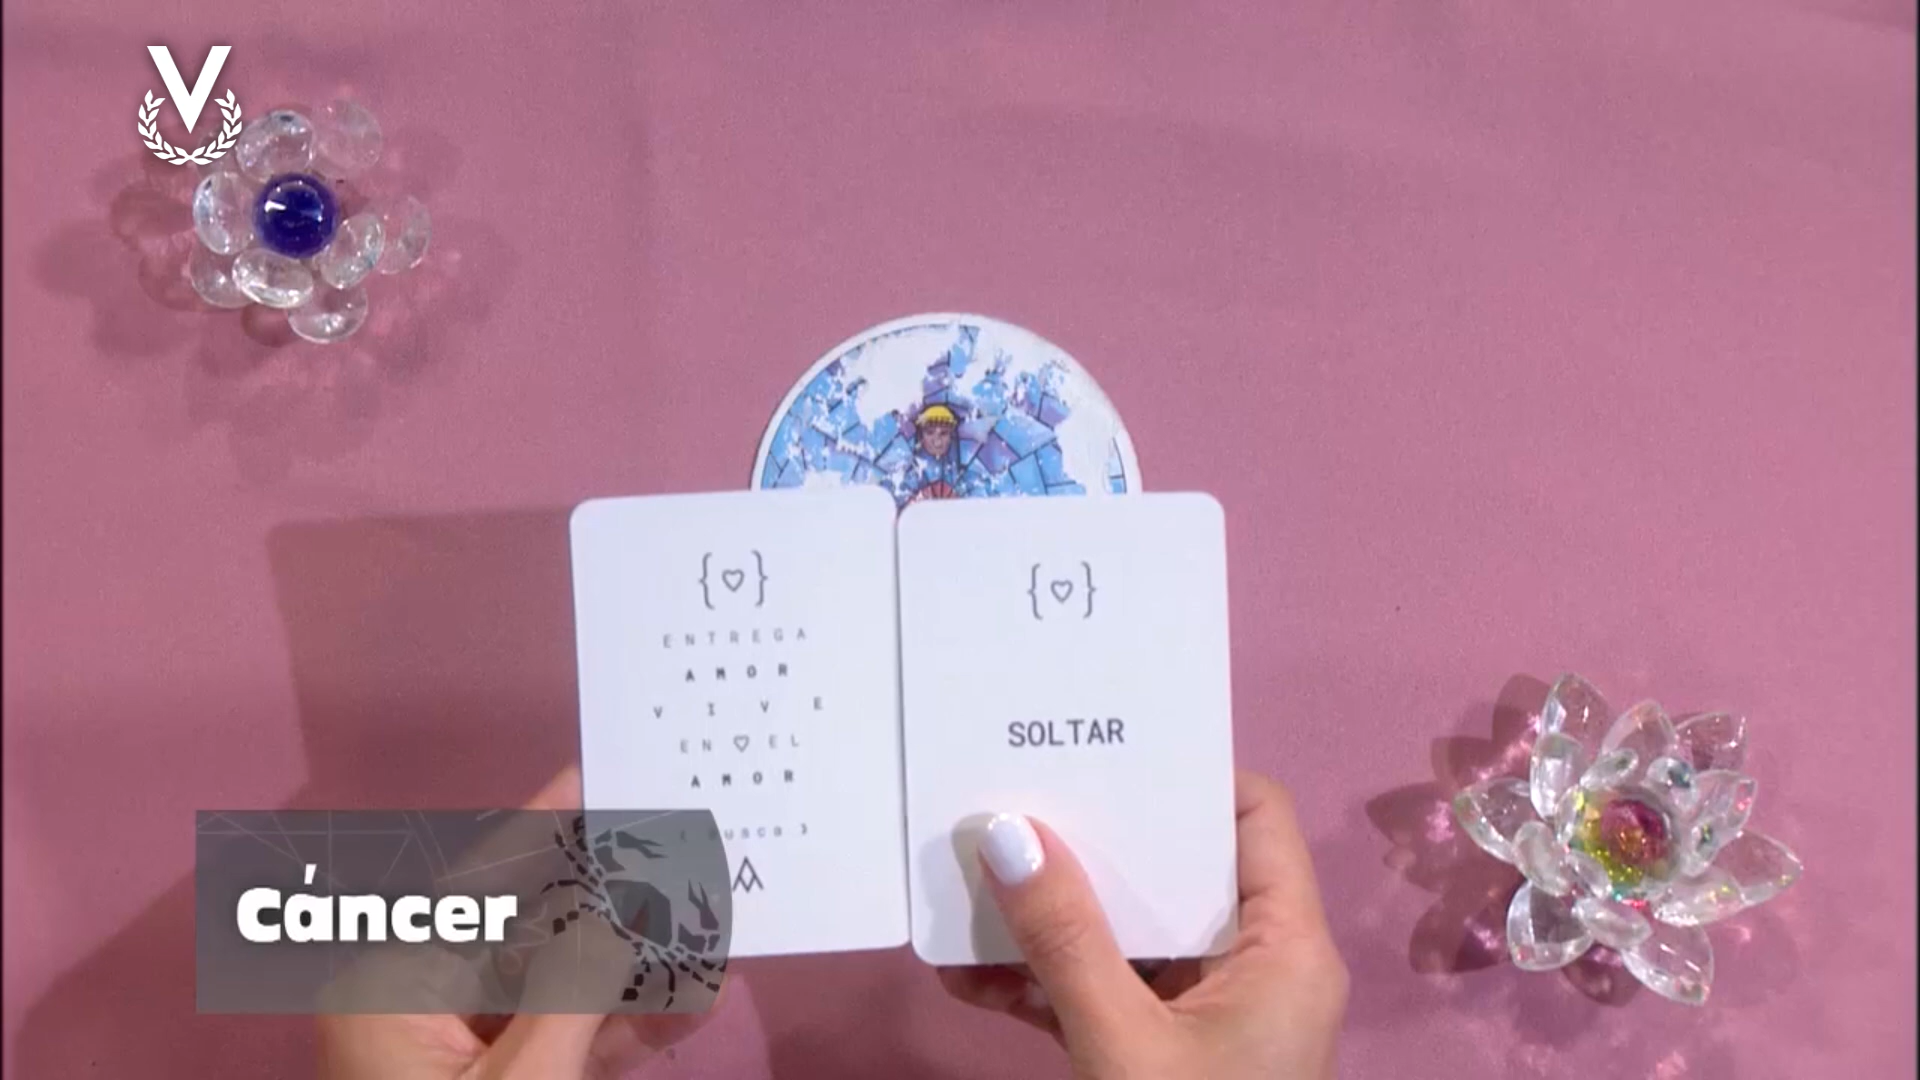 V
{♡}
ENTREGA
AMOR
VIVE
EN ♡ EL
AMOR
{♡}
SOLTAR
Cáncer